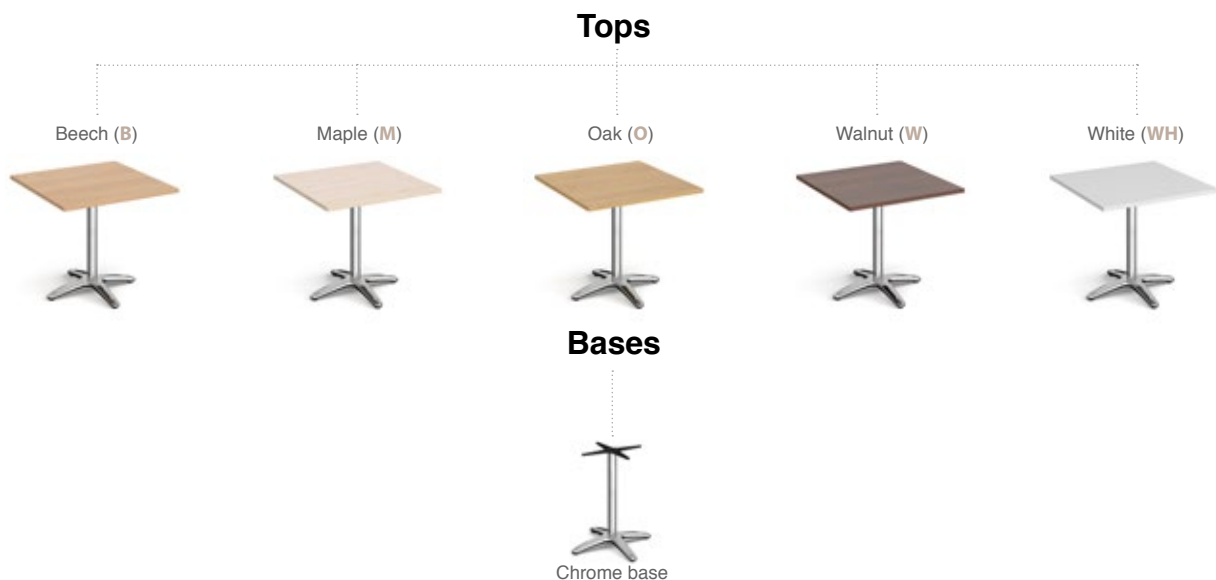 Tops
Beech (B)
Maple (M)
Oak (O)
Walnut (W)
White (WH)
Bases
Chrome base